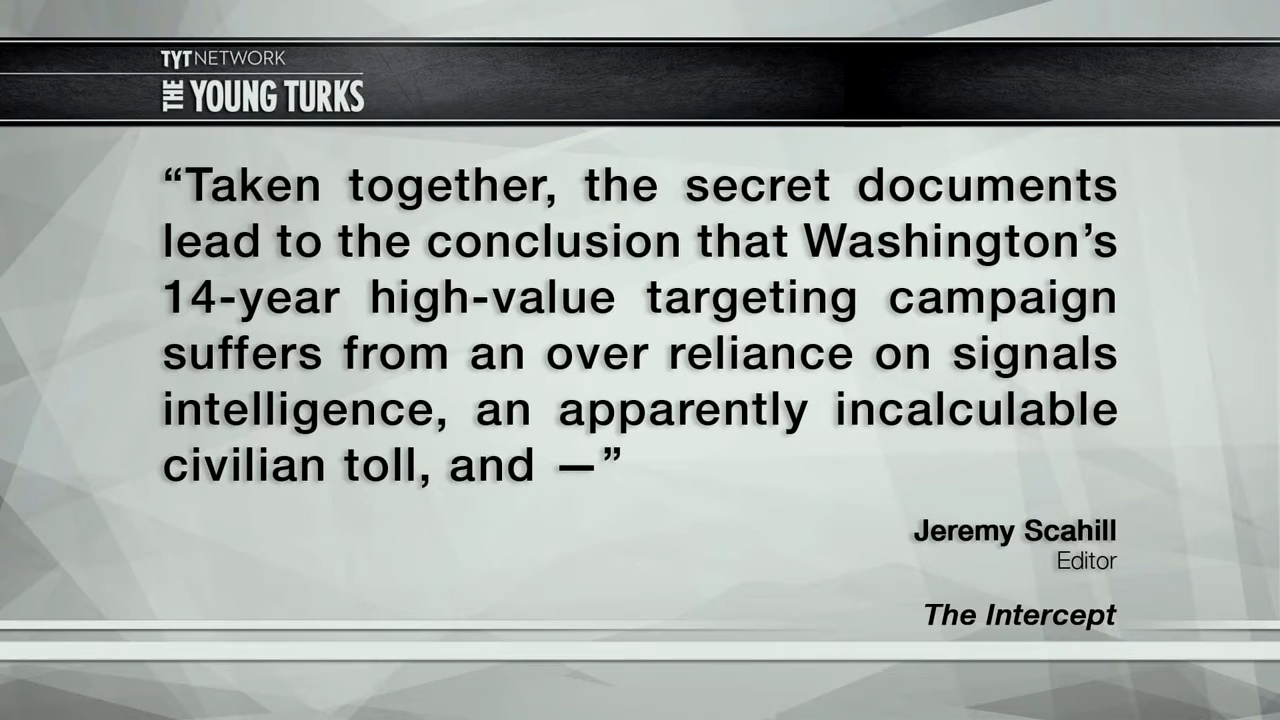 TYTNETWORK
THE YOUNG TURKS
“Taken together, the secret documents
lead to the conclusion that Washington’s
14-year high-value targeting campaign
suffers from an over reliance on signals
intelligence, an apparently incalculable
civilian toll, and —”
Jeremy Scahill
Editor
The Intercept